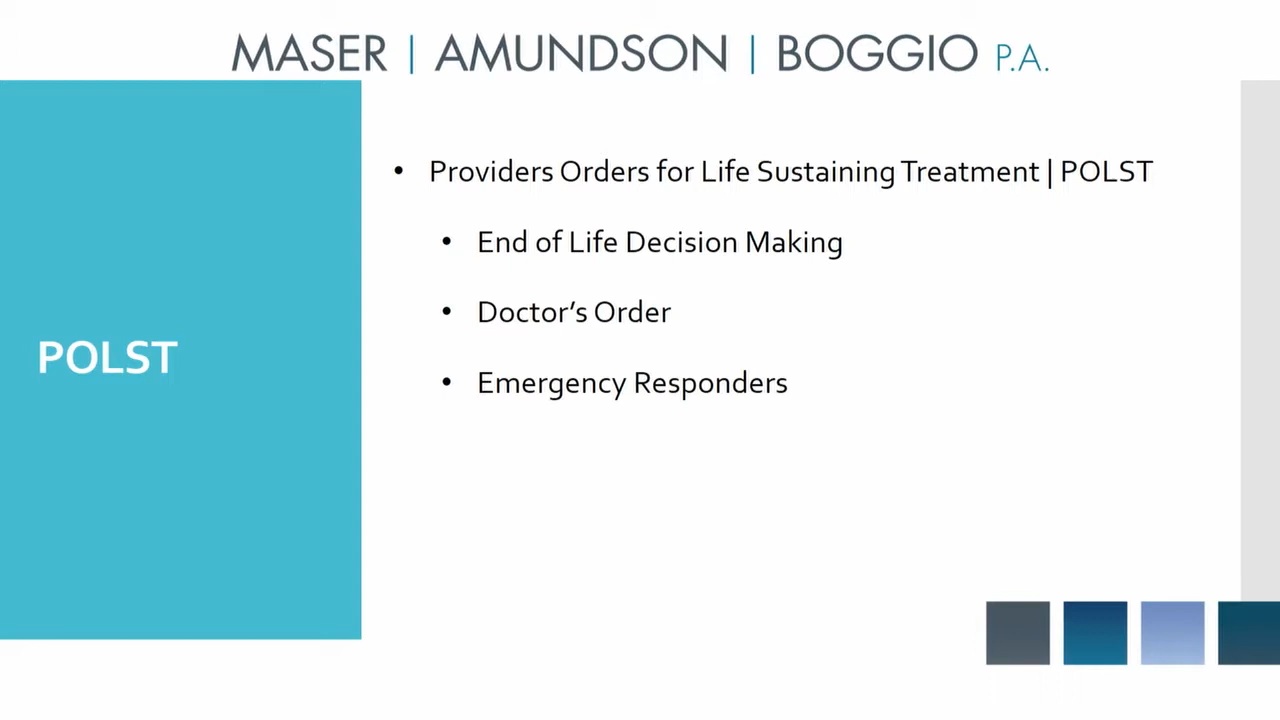 MASER | AMUNDSON | BOGGIO P.A.
POLST
• Providers Orders for Life Sustaining Treatment | POLST
• End of Life Decision Making
• Doctor’s Order
• Emergency Responders